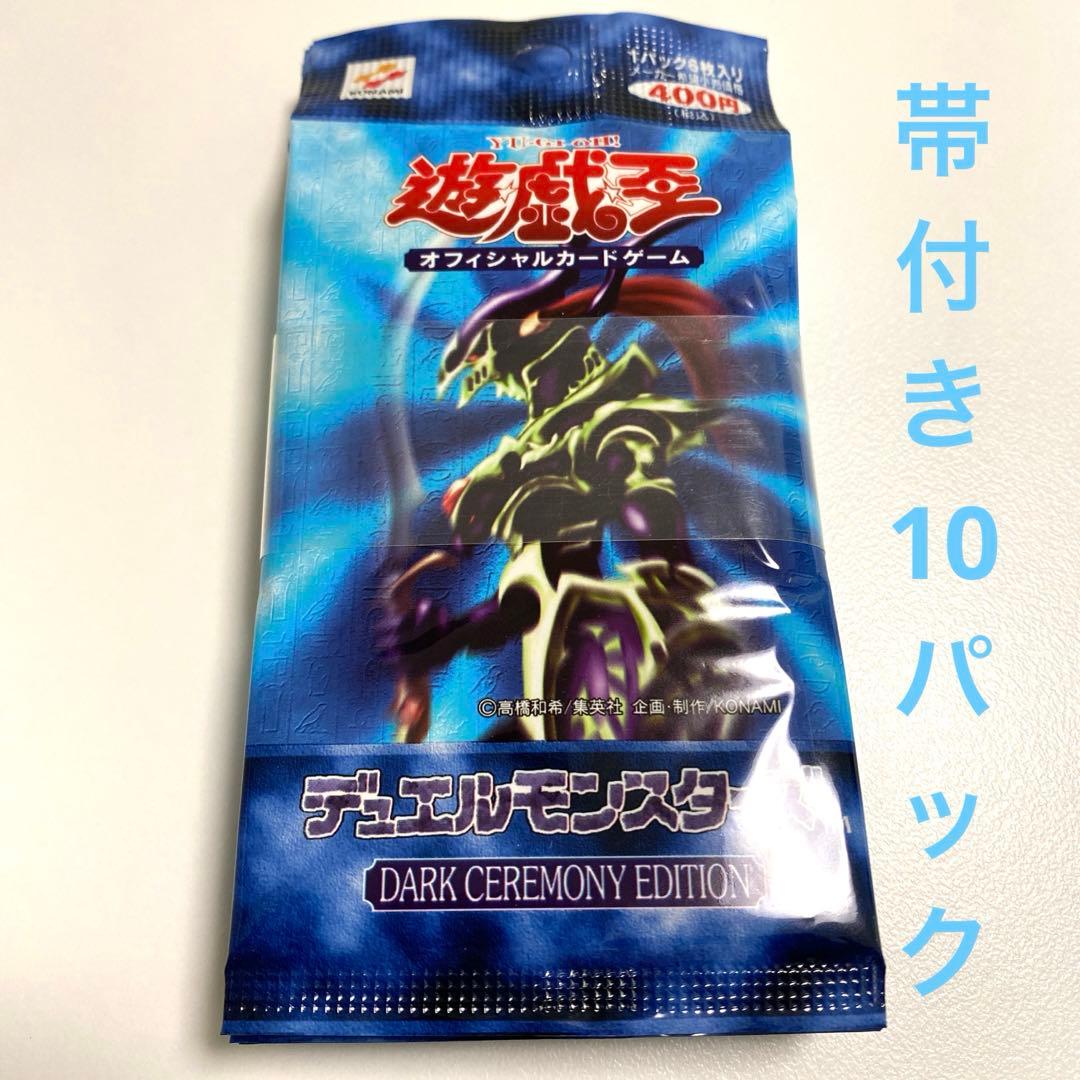 KONAMI
1パック6枚入り
メーカー希望小売価格
400円
(税込)
YU-GI-OH!
遊戯王
オフィシャルカードゲーム
©高橋和希/集英社 企画・制作/KONAMI
デュエルモンスターズ
DARK CEREMONY EDITION
帯付き10パック